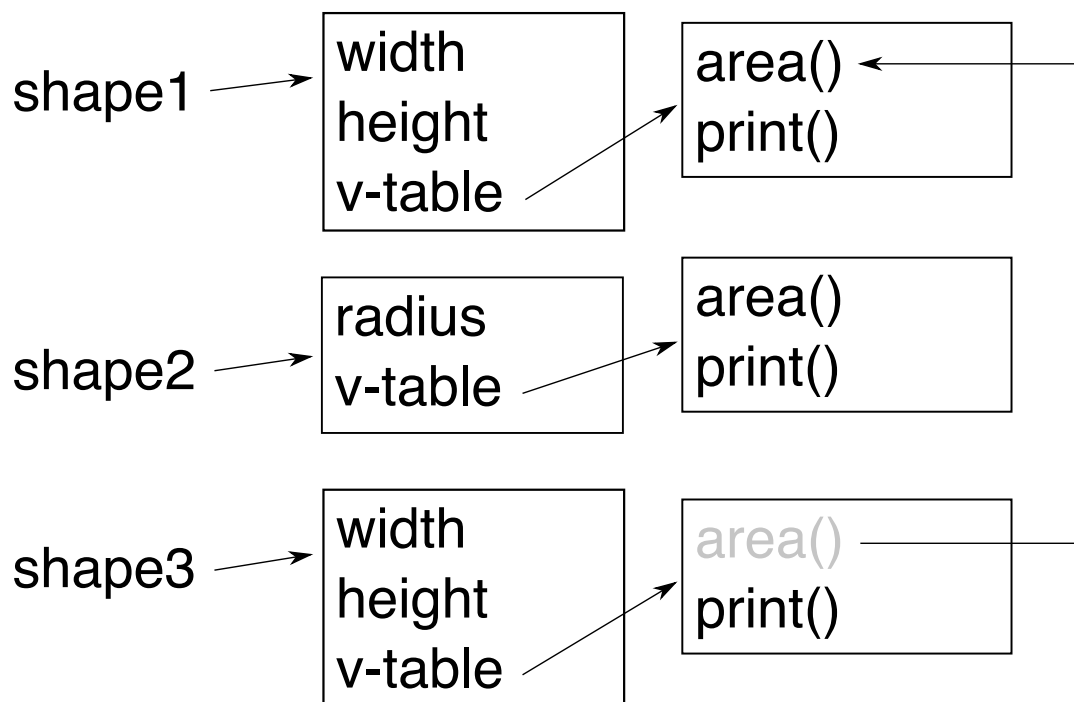 shape1
width
height
v-table
area()
print()
shape2
radius
v-table
area()
print()
shape3
width
height
v-table
area()
print()